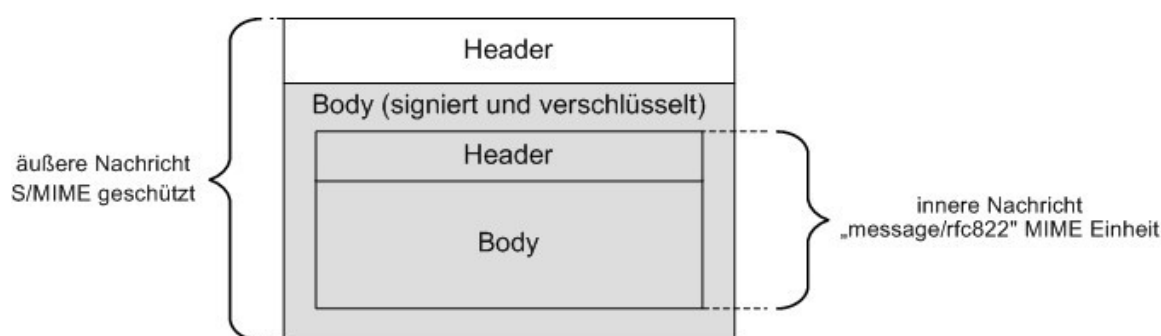 Header
Body (signiert und verschlüsselt)
Header
Body
äußere Nachricht
S/MIME geschützt
innere Nachricht
„message/rfc822" MIME Einheit